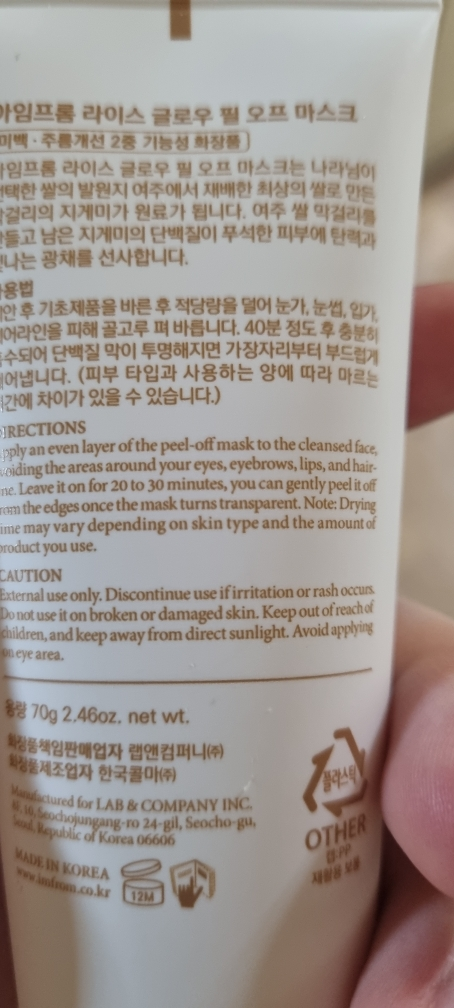 아임프롬 라이스 글로우 필 오프 마스크
미백 · 주름개선 2중 기능성 화장품
아임프롬 라이스 글로우 필 오프 마스크는 나라님이
선택한 쌀의 발원지 여주에서 재배한 최상의 쌀로 만든
막걸리의 지게미가 원료가 됩니다. 여주 쌀 막걸리를
만들고 남은 지게미의 단백질이 푸석한 피부에 탄력과
빛나는 광채를 선사합니다.
사용법
세안 후 기초제품을 바른 후 적당량을 덜어 눈가, 눈썹, 입가,
헤어라인을 피해 골고루 펴 바릅니다. 40분 정도 후 충분히
흡수되어 단백질 막이 투명해지면 가장자리부터 부드럽게
떼어냅니다. (피부 타입과 사용하는 양에 따라 마르는
시간에 차이가 있을 수 있습니다.)
DIRECTIONS
Apply an even layer of the peel-off mask to the cleansed face,
avoiding the areas around your eyes, eyebrows, lips, and hair-
line. Leave it on for 20 to 30 minutes, you can gently peel it off
from the edges once the mask turns transparent. Note: Drying
time may vary depending on skin type and the amount of
product you use.
CAUTION
External use only. Discontinue use if irritation or rash occurs.
Do not use it on broken or damaged skin. Keep out of reach of
children, and keep away from direct sunlight. Avoid applying
on eye area.
용량 70g 2.46oz. net wt.
화장품책임판매업자 랩앤컴퍼니㈜
화장품제조업자 한국콜마㈜
Manufactured for LAB & COMPANY INC.
Seochojungang-ro 24-gil, Seocho-gu,
Seoul, Republic of Korea 06606
MADE IN KOREA
www.imfrom.co.kr
12M
플라스틱
OTHER
캡:PP